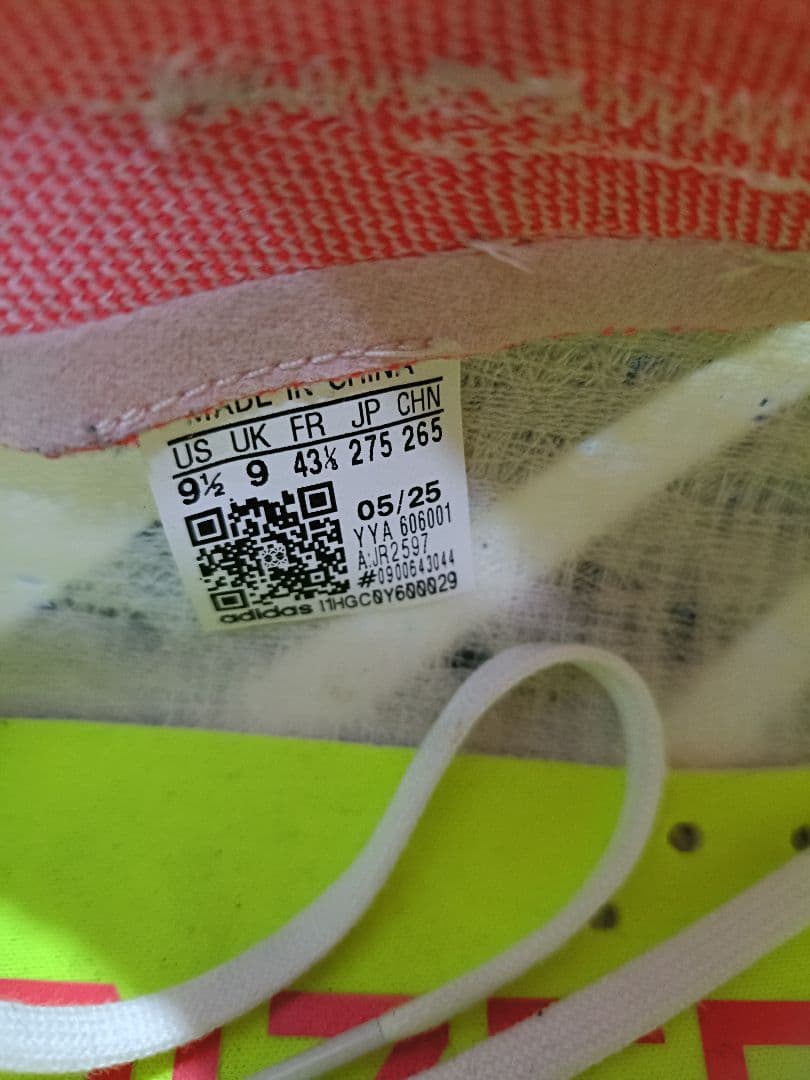 MADE IN CHINA
US UK FR JP CHN
9½ 9 43⅓ 275 265
05/25
YYA 606001
A:JR2597
#0900643044
adidas I1HGC0Y600029